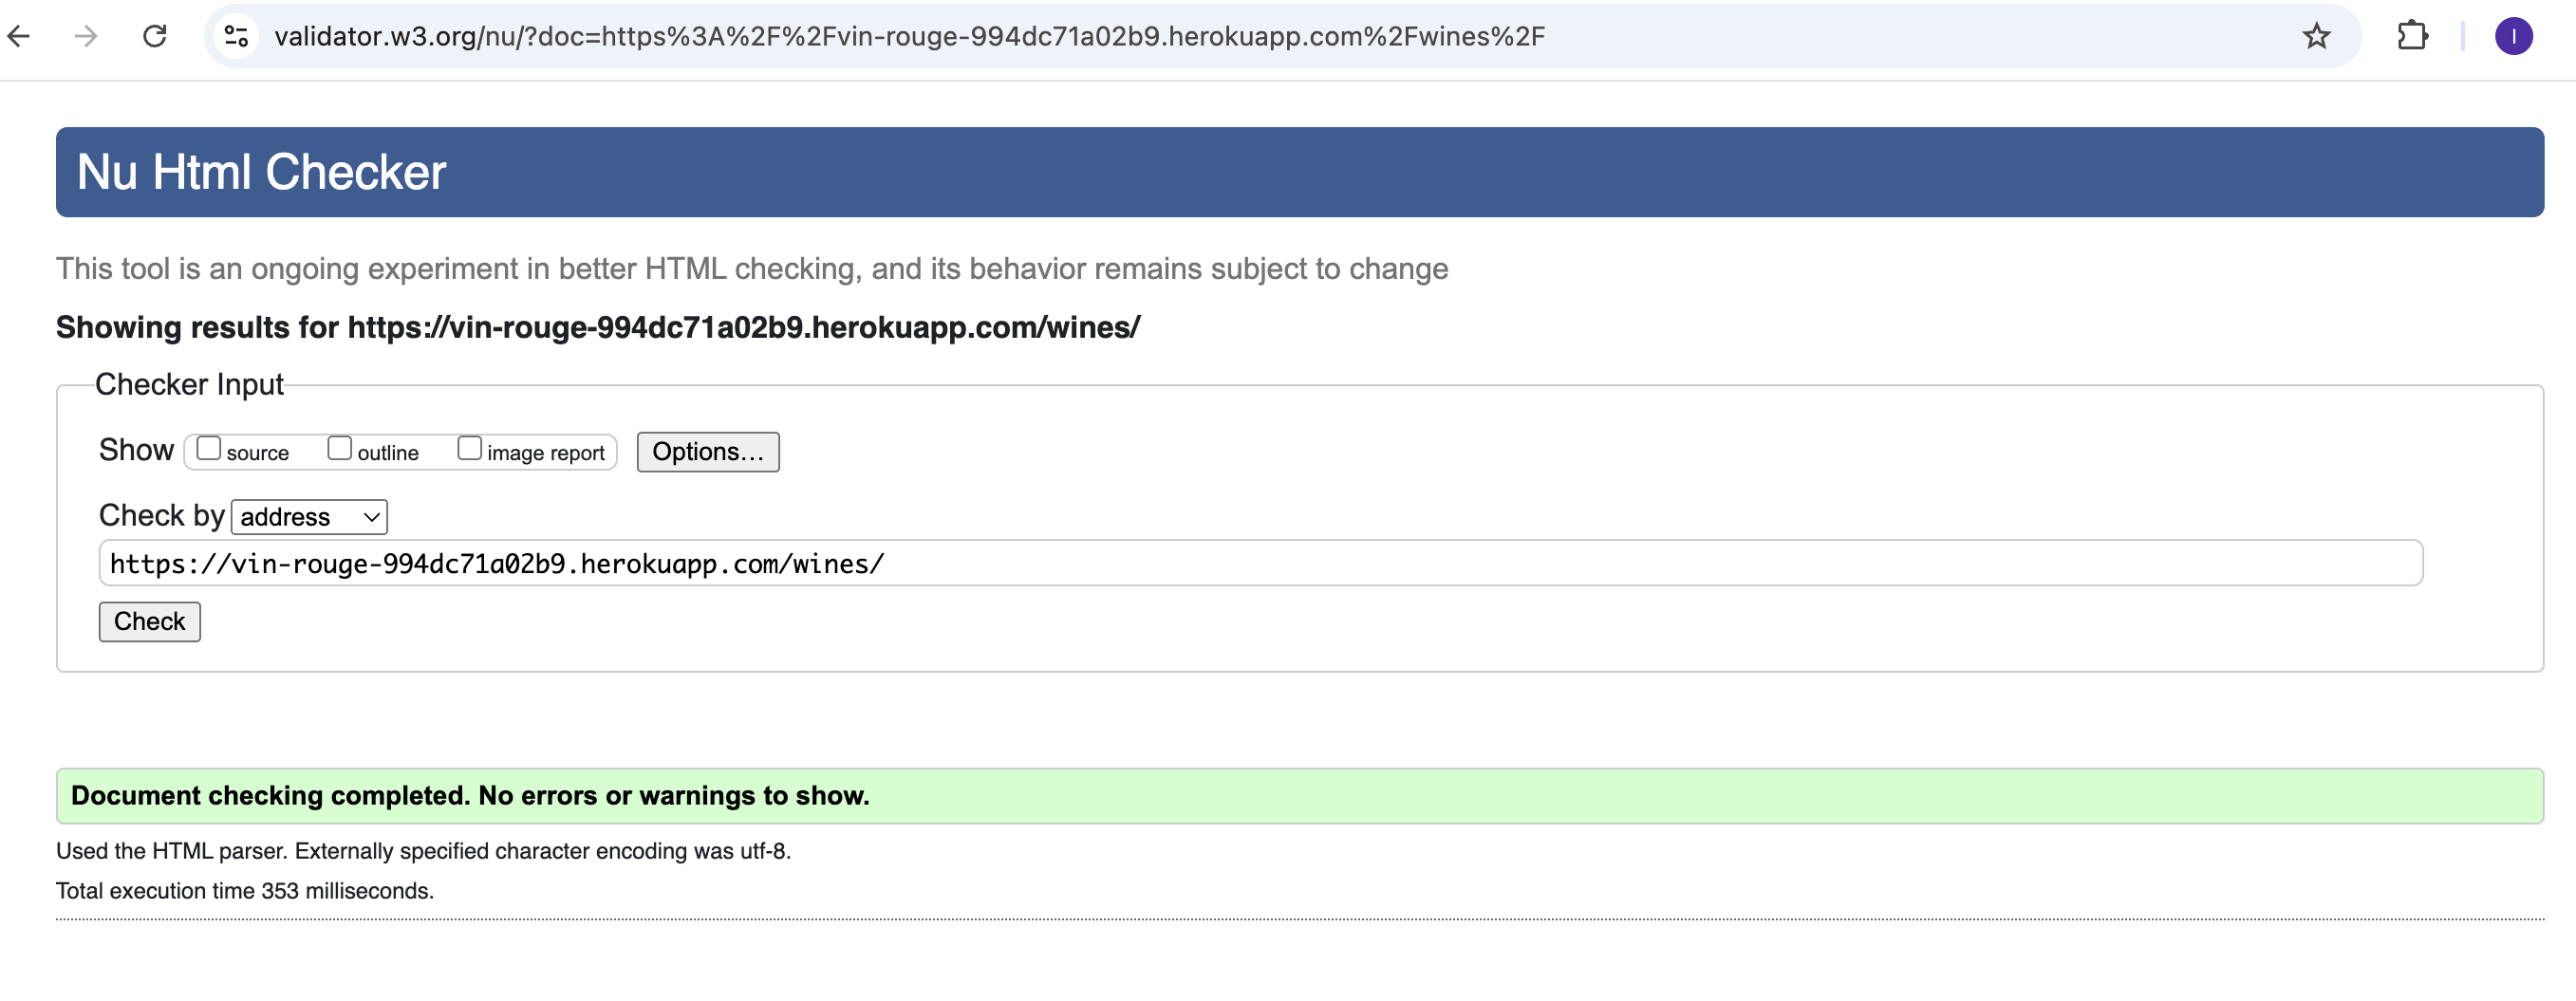 validator.w3.org/nu/?doc=https%3A%2F%2Fvin-rouge-994dc71a02b9.herokuapp.com%2Fwines%2F
I
Nu Html Checker
This tool is an ongoing experiment in better HTML checking, and its behavior remains subject to change
Showing results for https://vin-rouge-994dc71a02b9.herokuapp.com/wines/
Checker Input
Show source outline image report Options...
Check by address
https://vin-rouge-994dc71a02b9.herokuapp.com/wines/
Check
Document checking completed. No errors or warnings to show.
Used the HTML parser. Externally specified character encoding was utf-8.
Total execution time 353 milliseconds.